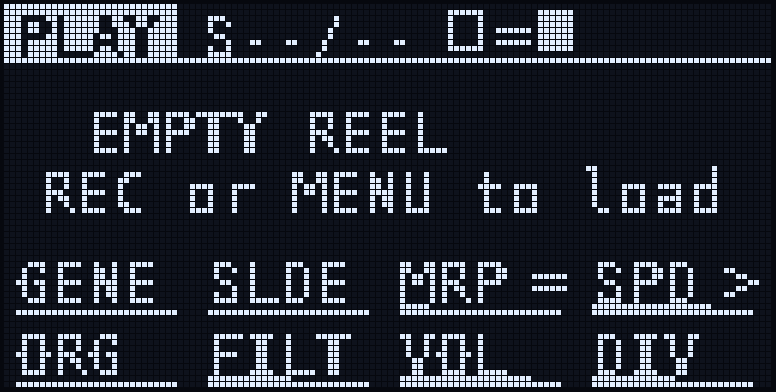 PLAY S--/-- □=■
EMPTY REEL
REC or MENU to load
GENE SLDE MRP = SPD >
ORG FILT VOL DIV